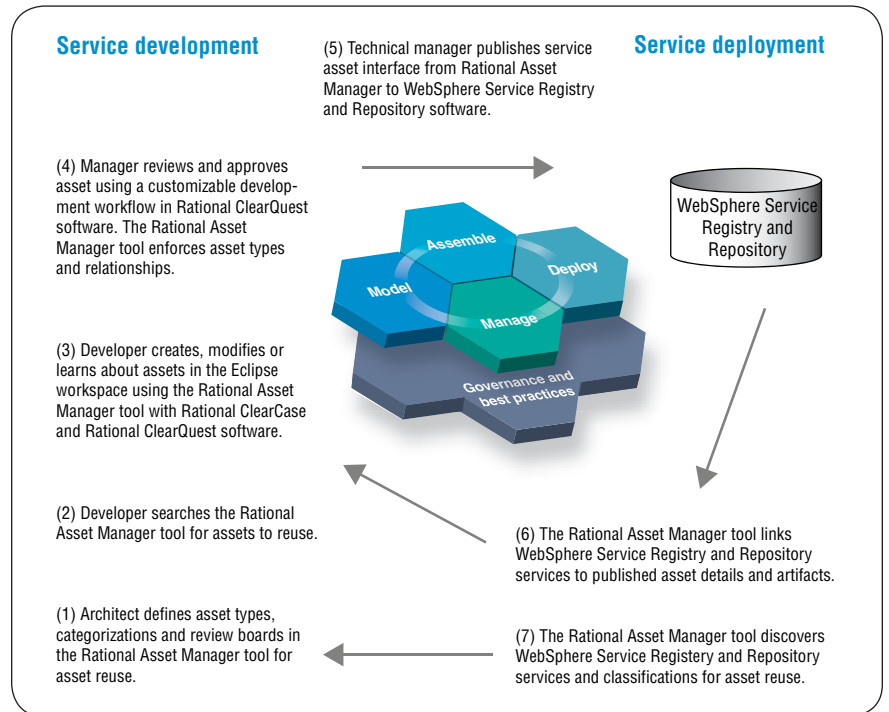 Service development
(5) Technical manager publishes service
asset interface from Rational Asset
Manager to WebSphere Service Registry
and Repository software.
Service deployment
(4) Manager reviews and approves
asset using a customizable develop-
ment workflow in Rational ClearQuest
software. The Rational Asset
Manager tool enforces asset types
and relationships.
WebSphere Service
Registry and
Repository
Assemble
Model
Deploy
Manage
Governance and
best practices
(3) Developer creates, modifies or
learns about assets in the Eclipse
workspace using the Rational Asset
Manager tool with Rational ClearCase
and Rational ClearQuest software.
(2) Developer searches the Rational
Asset Manager tool for assets to reuse.
(6) The Rational Asset Manager tool links
WebSphere Service Registry and Repository
services to published asset details and artifacts.
(1) Architect defines asset types,
categorizations and review boards in
the Rational Asset Manager tool for
asset reuse.
(7) The Rational Asset Manager tool discovers
WebSphere Service Registery and Repository
services and classifications for asset reuse.